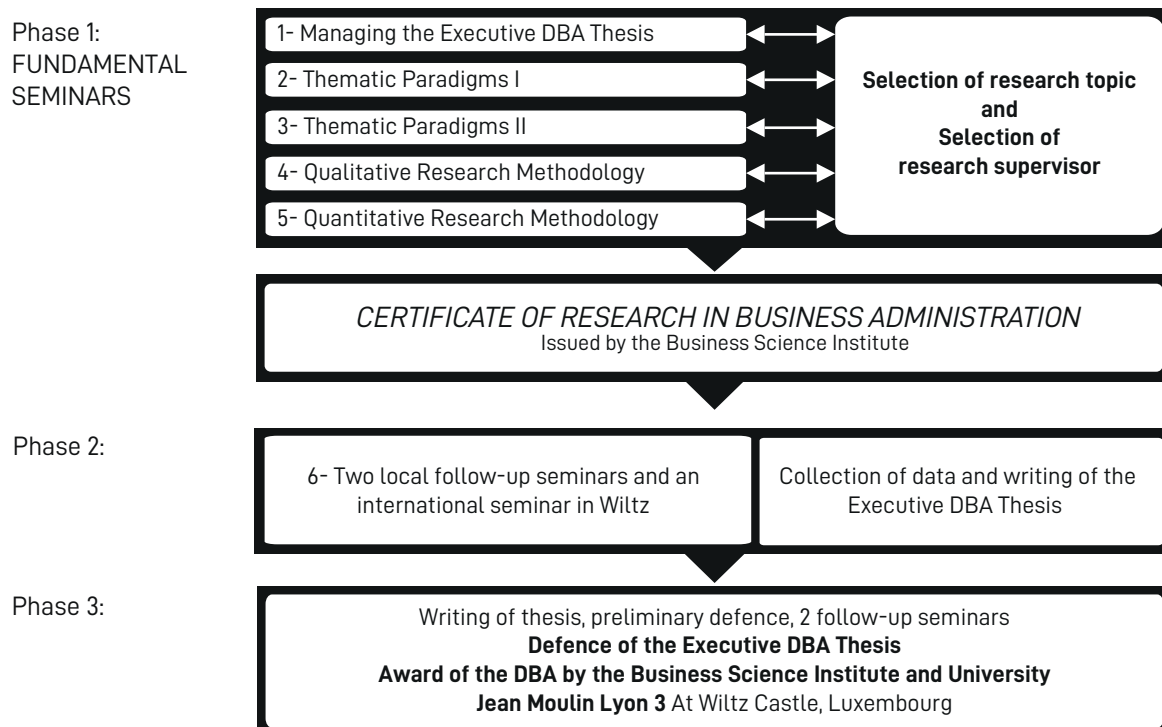 Phase 1:
FUNDAMENTAL
SEMINARS
1- Managing the Executive DBA Thesis
2- Thematic Paradigms I
3- Thematic Paradigms II
4- Qualitative Research Methodology
5- Quantitative Research Methodology
Selection of research topic
and
Selection of
research supervisor
CERTIFICATE OF RESEARCH IN BUSINESS ADMINISTRATION
Issued by the Business Science Institute
Phase 2:
6- Two local follow-up seminars and an
international seminar in Wiltz
Collection of data and writing of the
Executive DBA Thesis
Phase 3:
Writing of thesis, preliminary defence, 2 follow-up seminars
Defence of the Executive DBA Thesis
Award of the DBA by the Business Science Institute and University
Jean Moulin Lyon 3 At Wiltz Castle, Luxembourg